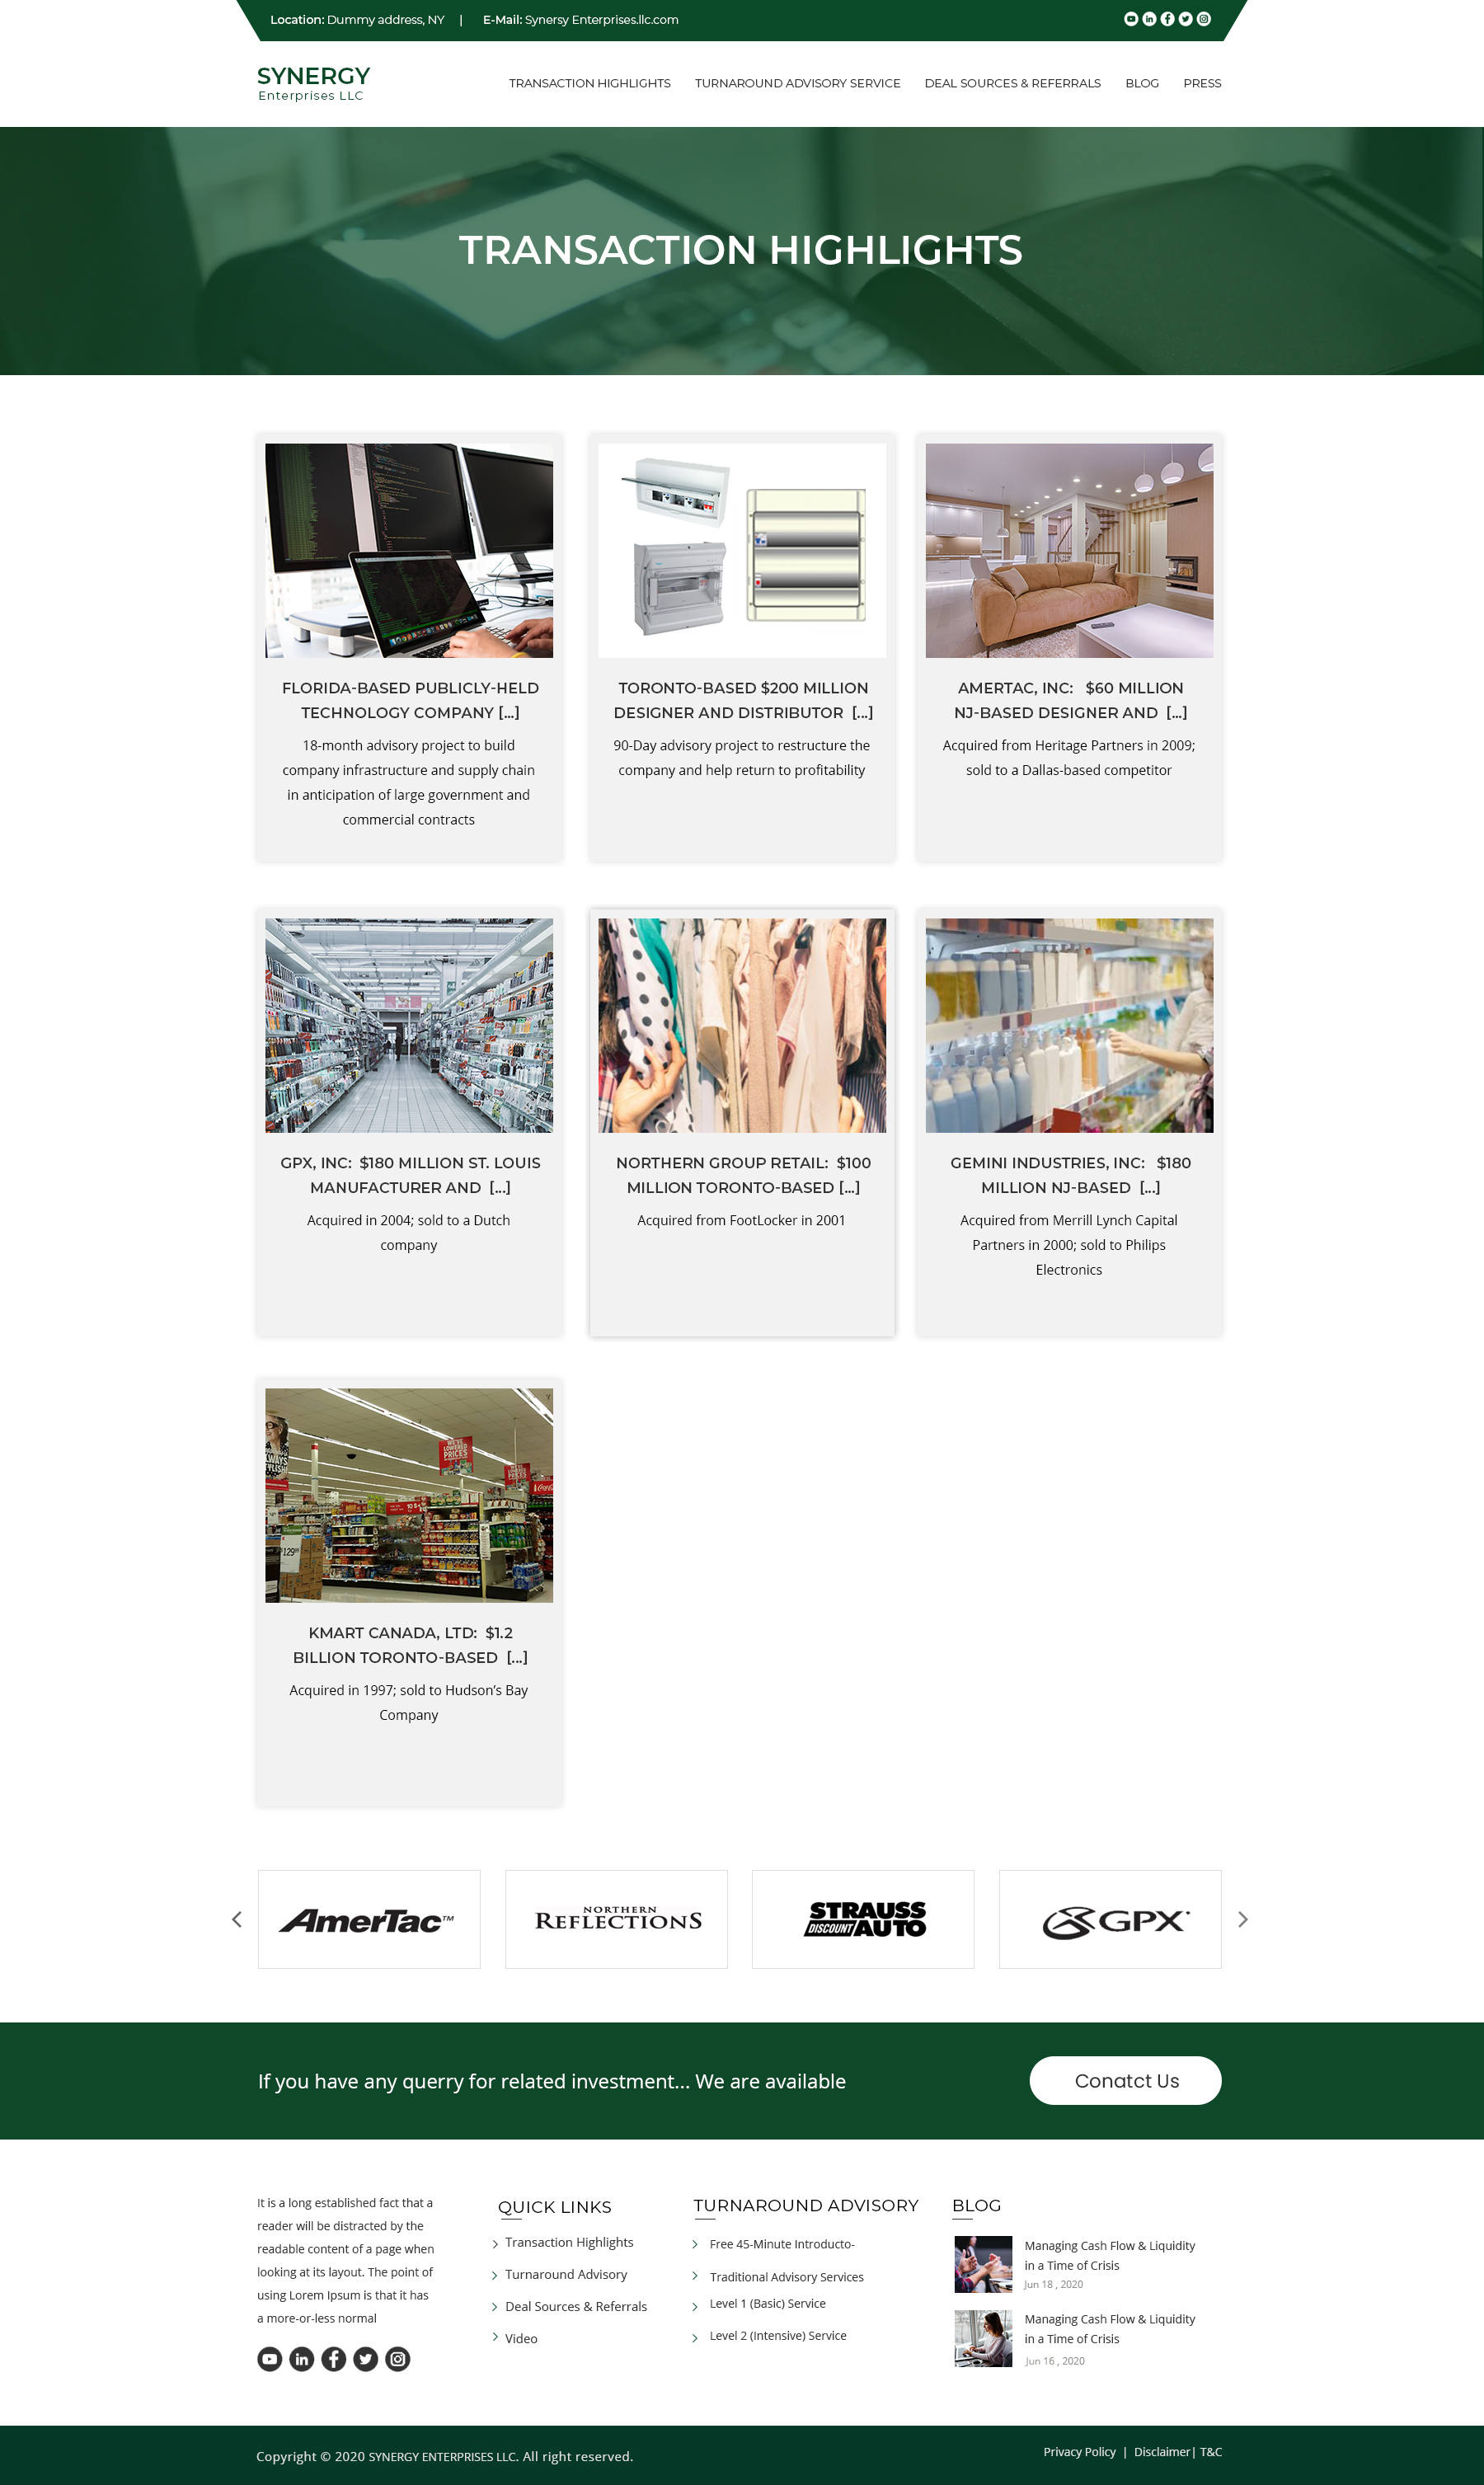 Location: Dummy address, NY | E-Mail: Synersy Enterprises.llc.com
SYNERGY
Enterprises LLC
TRANSACTION HIGHLIGHTS TURNAROUND ADVISORY SERVICE DEAL SOURCES & REFERRALS BLOG PRESS
TRANSACTION HIGHLIGHTS
FLORIDA-BASED PUBLICLY-HELD
TECHNOLOGY COMPANY [...]
18-month advisory project to build
company infrastructure and supply chain
in anticipation of large government and
commercial contracts
TORONTO-BASED $200 MILLION
DESIGNER AND DISTRIBUTOR [...]
90-Day advisory project to restructure the
company and help return to profitability
AMERTAC, INC: $60 MILLION
NJ-BASED DESIGNER AND [...]
Acquired from Heritage Partners in 2009;
sold to a Dallas-based competitor
GPX, INC: $180 MILLION ST. LOUIS
MANUFACTURER AND [...]
Acquired in 2004; sold to a Dutch
company
NORTHERN GROUP RETAIL: $100
MILLION TORONTO-BASED [...]
Acquired from FootLocker in 2001
GEMINI INDUSTRIES, INC: $180
MILLION NJ-BASED [...]
Acquired from Merrill Lynch Capital
Partners in 2000; sold to Philips
Electronics
WE'VE
LOWERED
PRICES
KMART CANADA, LTD: $1.2
BILLION TORONTO-BASED [...]
Acquired in 1997; sold to Hudson's Bay
Company
AmerTac™
NORTHERN
REFLECTIONS
STRAUSS
DISCOUNT AUTO
GPX
If you have any querry for related investment... We are available
Conatct Us
It is a long established fact that a
reader will be distracted by the
readable content of a page when
looking at its layout. The point of
using Lorem Ipsum is that it has
a more-or-less normal
QUICK LINKS
Transaction Highlights
Turnaround Advisory
Deal Sources & Referrals
Video
TURNAROUND ADVISORY
Free 45-Minute Introducto-
Traditional Advisory Services
Level 1 (Basic) Service
Level 2 (Intensive) Service
BLOG
Managing Cash Flow & Liquidity
in a Time of Crisis
Jun 18 , 2020
Managing Cash Flow & Liquidity
in a Time of Crisis
Jun 16 , 2020
Copyright © 2020 SYNERGY ENTERPRISES LLC. All right reserved.
Privacy Policy | Disclaimer| T&C